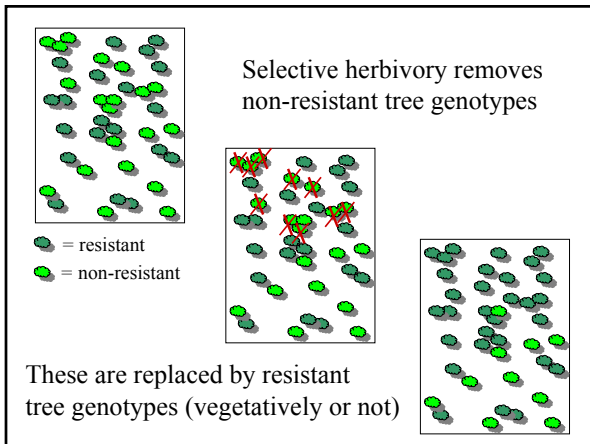 Selective herbivory removes
non-resistant tree genotypes
= resistant
= non-resistant
These are replaced by resistant
tree genotypes (vegetatively or not)